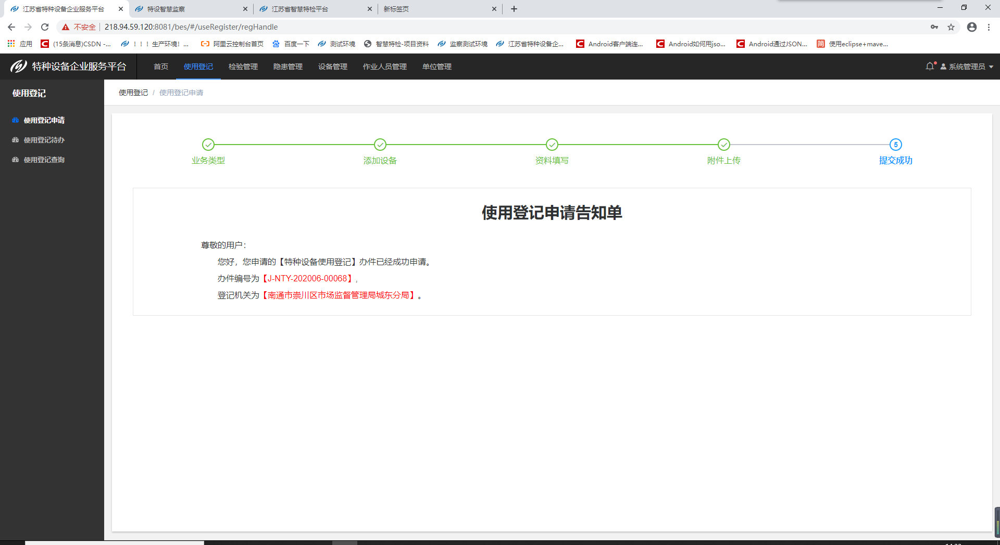 江苏省特种设备企业服务平台
特设智慧监察
江苏省智慧特检平台
新标签页
不安全
218.94.59.120:8081/bes/#/useRegister/regHandle
应用
(15条消息)CSDN -...
！！！生产环境！...
阿里云控制台首页
百度一下
测试环境
智慧特检-项目资料
监察测试环境
江苏省特种设备企...
Android客户端连...
Android如何用jso...
Android通过JSON...
简
使用eclipse+mave...
特种设备企业服务平台
首页
使用登记
检验管理
隐患管理
设备管理
作业人员管理
单位管理
系统管理员
使用登记
使用登记申请
使用登记待办
使用登记查询
使用登记 / 使用登记申请
业务类型
添加设备
资料填写
附件上传
5
提交成功
使用登记申请告知单
尊敬的用户：
您好，您申请的【特种设备使用登记】办件已经成功申请。
办件编号为【J-NTY-202006-00068】,
登记机关为【南通市崇川区市场监督管理局城东分局】。